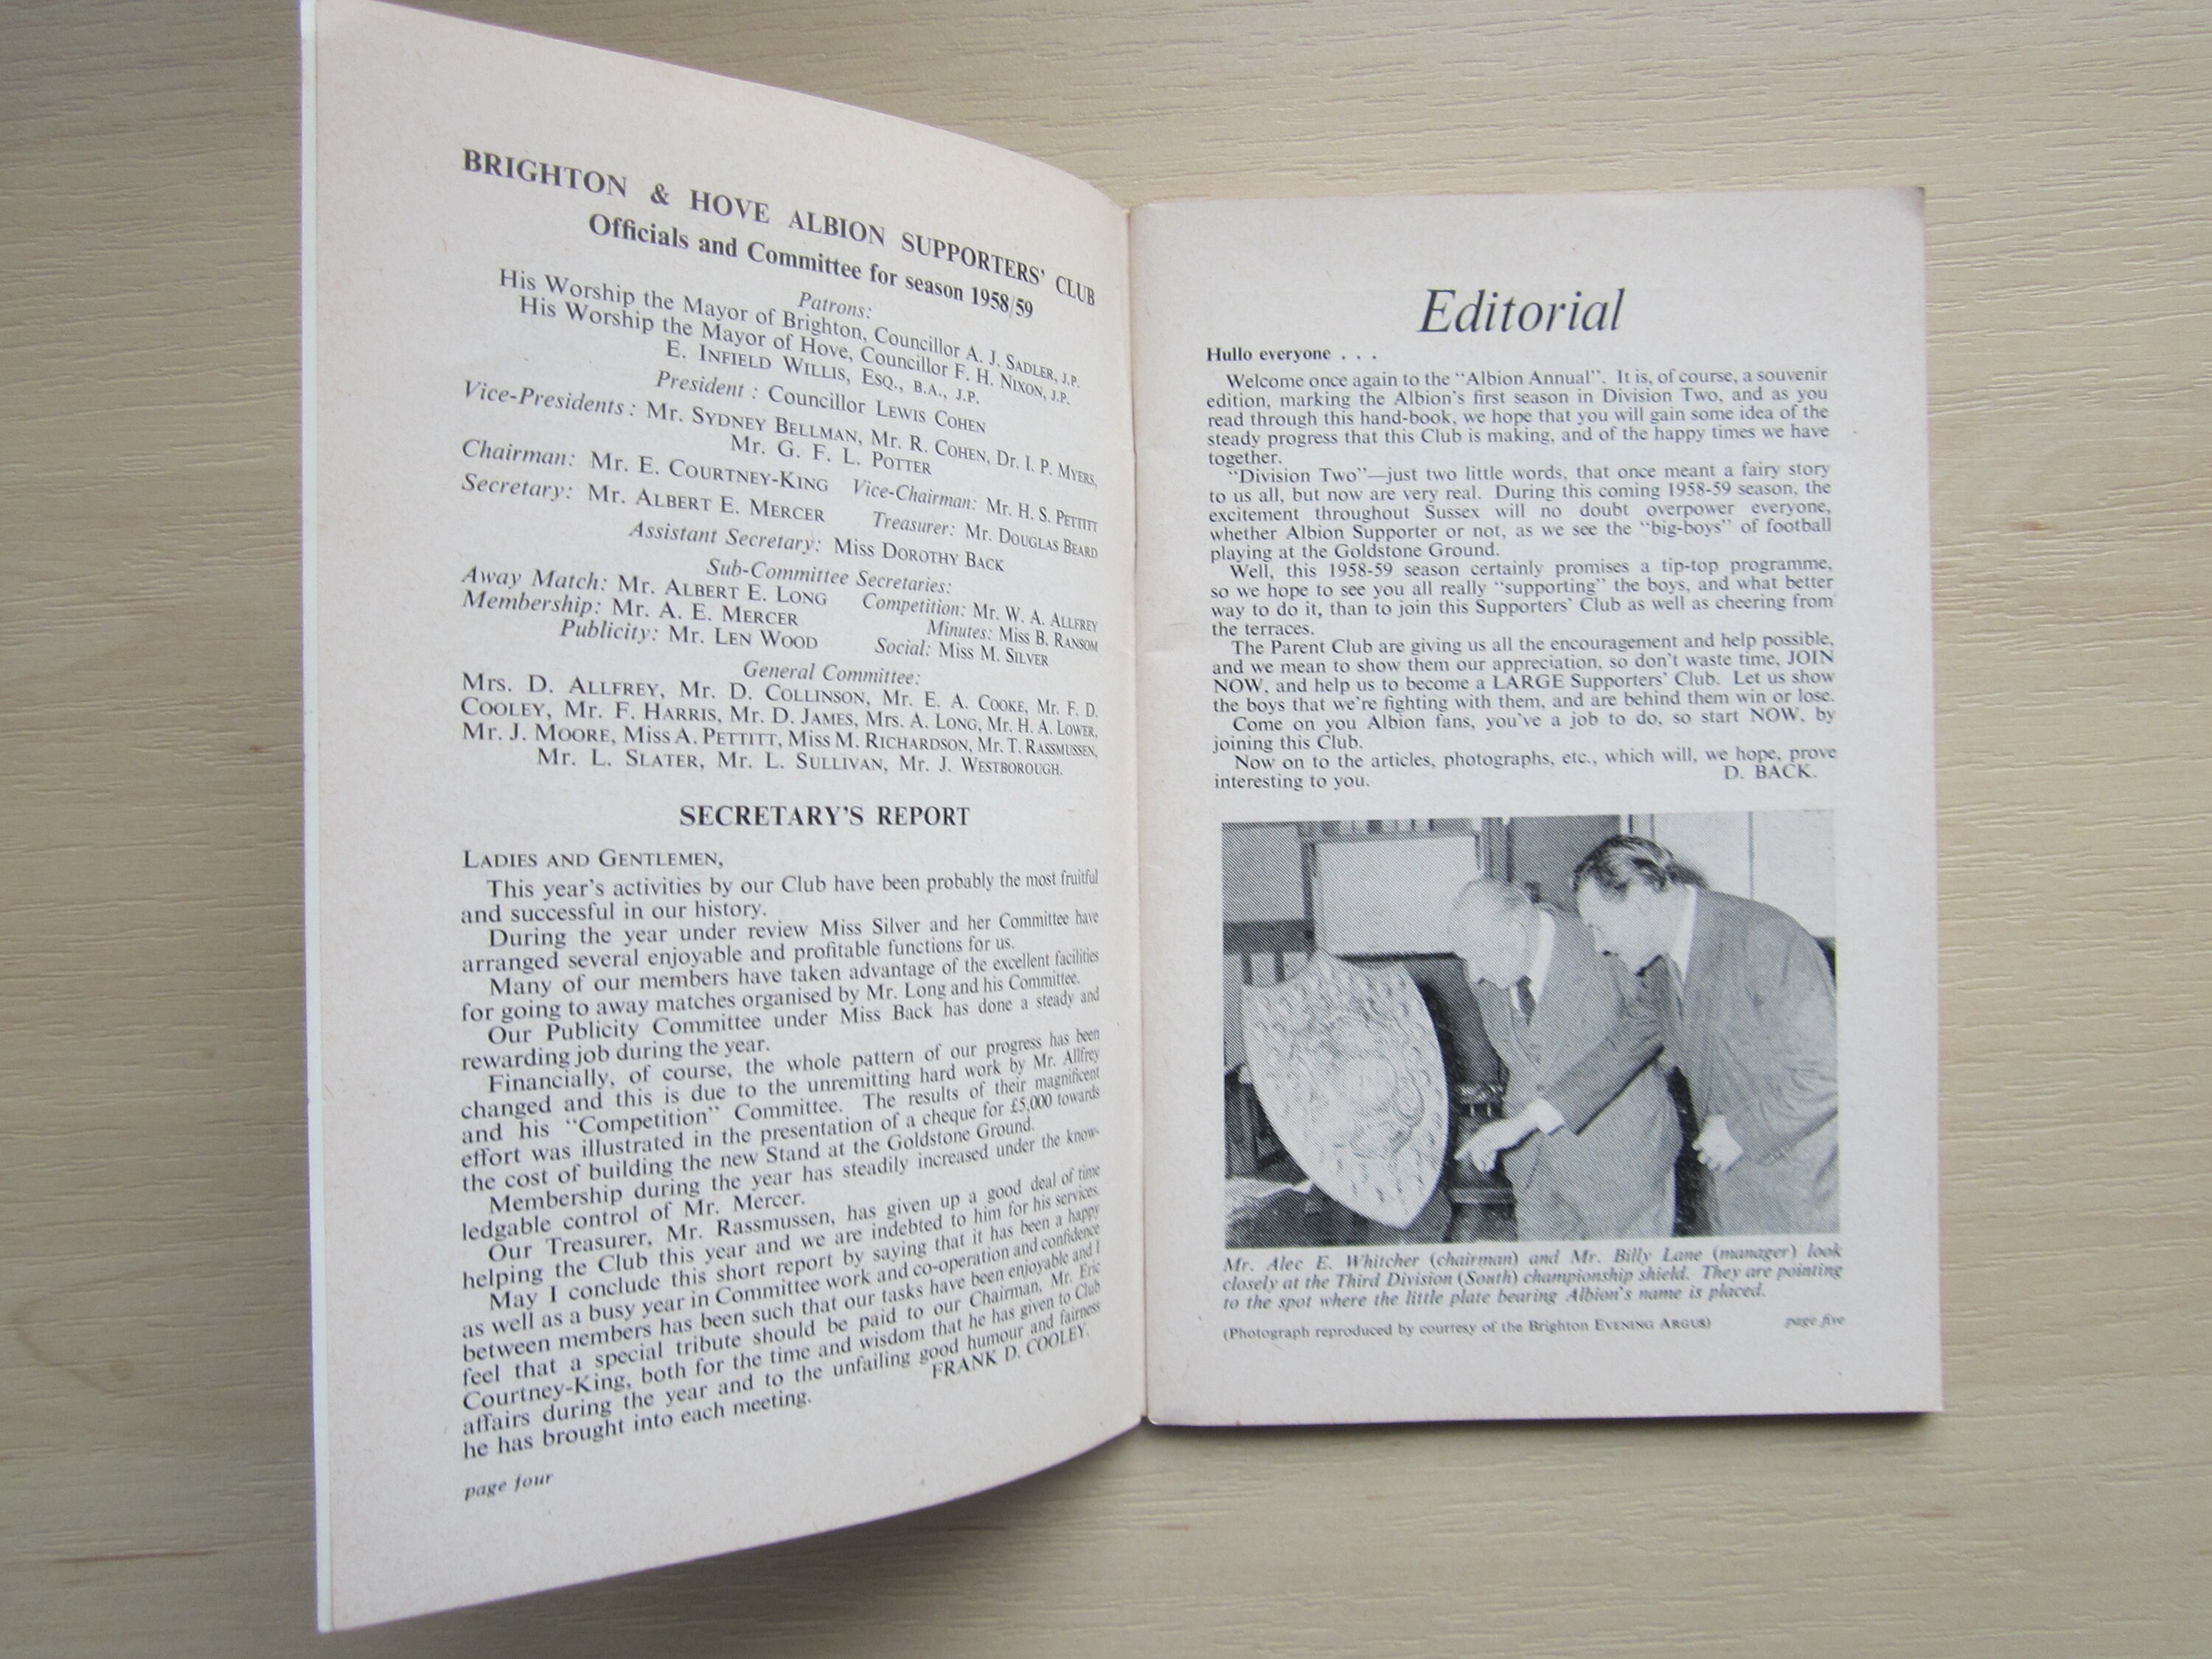 BRIGHTON & HOVE ALBION SUPPORTERS' CLUB
Officials and Committee for season 1958/59
Patrons:
His Worship the Mayor of Brighton, Councillor A. J. SADLER, J.P.
His Worship the Mayor of Hove, Councillor F. H. NIXON, J.P.
E. INFIELD WILLIS, ESQ., B.A., J.P.
President : Councillor LEWIS COHEN
Vice-Presidents : Mr. SYDNEY BELLMAN, Mr. R. COHEN, Dr. I. P. MYERS,
Mr. G. F. L. POTTER
Chairman: Mr. E. COURTNEY-KING Vice-Chairman: Mr. H. S. PETTITT
Secretary: Mr. ALBERT E. MERCER Treasurer: Mr. DOUGLAS BEARD
Assistant Secretary: Miss DOROTHY BACK
Sub-Committee Secretaries:
Away Match: Mr. ALBERT E. LONG Competition: Mr. W. A. ALLFREY
Membership: Mr. A. E. MERCER Minutes: Miss B. RANSOM
Publicity: Mr. LEN WOOD Social: Miss M. SILVER
General Committee:
Mrs. D. ALLFREY, Mr. D. COLLINSON, Mr. E. A. COOKE, Mr. F. D.
COOLEY, Mr. F. HARRIS, Mr. D. JAMES, Mrs. A. LONG, Mr. H. A. LOWER,
Mr. J. MOORE, Miss A. PETTITT, Miss M. RICHARDSON, Mr. T. RASSMUSSEN,
Mr. L. SLATER, Mr. L. SULLIVAN, Mr. J. WESTBOROUGH.
SECRETARY'S REPORT
LADIES AND GENTLEMEN,
This year's activities by our Club have been probably the most fruitful
and successful in our history.
During the year under review Miss Silver and her Committee have
arranged several enjoyable and profitable functions for us.
Many of our members have taken advantage of the excellent facilities
for going to away matches organised by Mr. Long and his Committee.
Our Publicity Committee under Miss Back has done a steady and
rewarding job during the year.
Financially, of course, the whole pattern of our progress has been
changed and this is due to the unremitting hard work by Mr. Allfrey
and his "Competition" Committee. The results of their magnificent
effort was illustrated in the presentation of a cheque for £5,000 towards
the cost of building the new Stand at the Goldstone Ground.
Membership during the year has steadily increased under the know-
ledgable control of Mr. Mercer.
Our Treasurer, Mr. Rassmussen, has given up a good deal of time
helping the Club this year and we are indebted to him for his services.
May I conclude this short report by saying that it has been a happy
as well as a busy year in Committee work and co-operation and confidence
between members has been such that our tasks have been enjoyable and I
feel that a special tribute should be paid to our Chairman, Mr. Eric
Courtney-King, both for the time and wisdom that he has given to Club
affairs during the year and to the unfailing good humour and fairness
he has brought into each meeting.
FRANK D. COOLEY.
page four
Editorial
Hullo everyone . . .
Welcome once again to the "Albion Annual". It is, of course, a souvenir
edition, marking the Albion's first season in Division Two, and as you
read through this hand-book, we hope that you will gain some idea of the
steady progress that this Club is making, and of the happy times we have
together.
"Division Two"—just two little words, that once meant a fairy story
to us all, but now are very real. During this coming 1958-59 season, the
excitement throughout Sussex will no doubt overpower everyone,
whether Albion Supporter or not, as we see the "big-boys" of football
playing at the Goldstone Ground.
Well, this 1958-59 season certainly promises a tip-top programme,
so we hope to see you all really "supporting" the boys, and what better
way to do it, than to join this Supporters' Club as well as cheering from
the terraces.
The Parent Club are giving us all the encouragement and help possible,
and we mean to show them our appreciation, so don't waste time, JOIN
NOW, and help us to become a LARGE Supporters' Club. Let us show
the boys that we're fighting with them, and are behind them win or lose.
Come on you Albion fans, you've a job to do, so start NOW, by
joining this Club.
Now on to the articles, photographs, etc., which will, we hope, prove
interesting to you.
D. BACK.
Mr. Alec E. Whitcher (chairman) and Mr. Billy Lane (manager) look
closely at the Third Division (South) championship shield. They are pointing
to the spot where the little plate bearing Albion's name is placed.
(Photograph reproduced by courtesy of the Brighton EVENING ARGUS)
page five